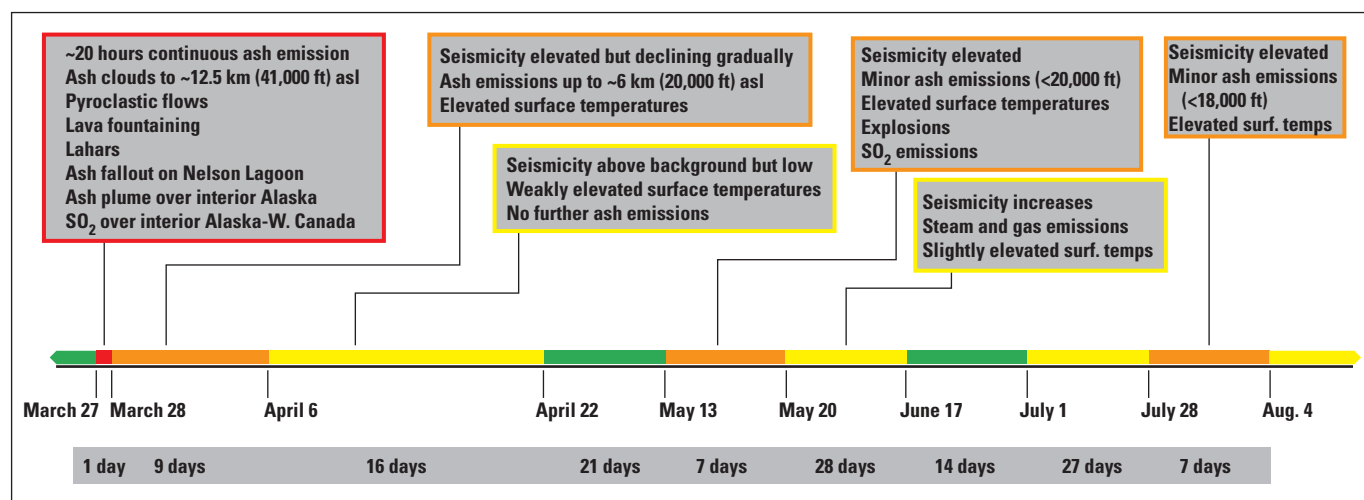 ~20 hours continuous ash emission
Ash clouds to ~12.5 km (41,000 ft) asl
Pyroclastic flows
Lava fountaining
Lahars
Ash fallout on Nelson Lagoon
Ash plume over interior Alaska
SO2 over interior Alaska-W. Canada
Seismicity elevated but declining gradually
Ash emissions up to ~6 km (20,000 ft) asl
Elevated surface temperatures
Seismicity above background but low
Weakly elevated surface temperatures
No further ash emissions
Seismicity elevated
Minor ash emissions (<20,000 ft)
Elevated surface temperatures
Explosions
SO2 emissions
Seismicity increases
Steam and gas emissions
Slightly elevated surf. temps
Seismicity elevated
Minor ash emissions
(<18,000 ft)
Elevated surf. temps
March 27 March 28 April 6 April 22 May 13 May 20 June 17 July 1 July 28 Aug. 4
1 day 9 days 16 days 21 days 7 days 28 days 14 days 27 days 7 days